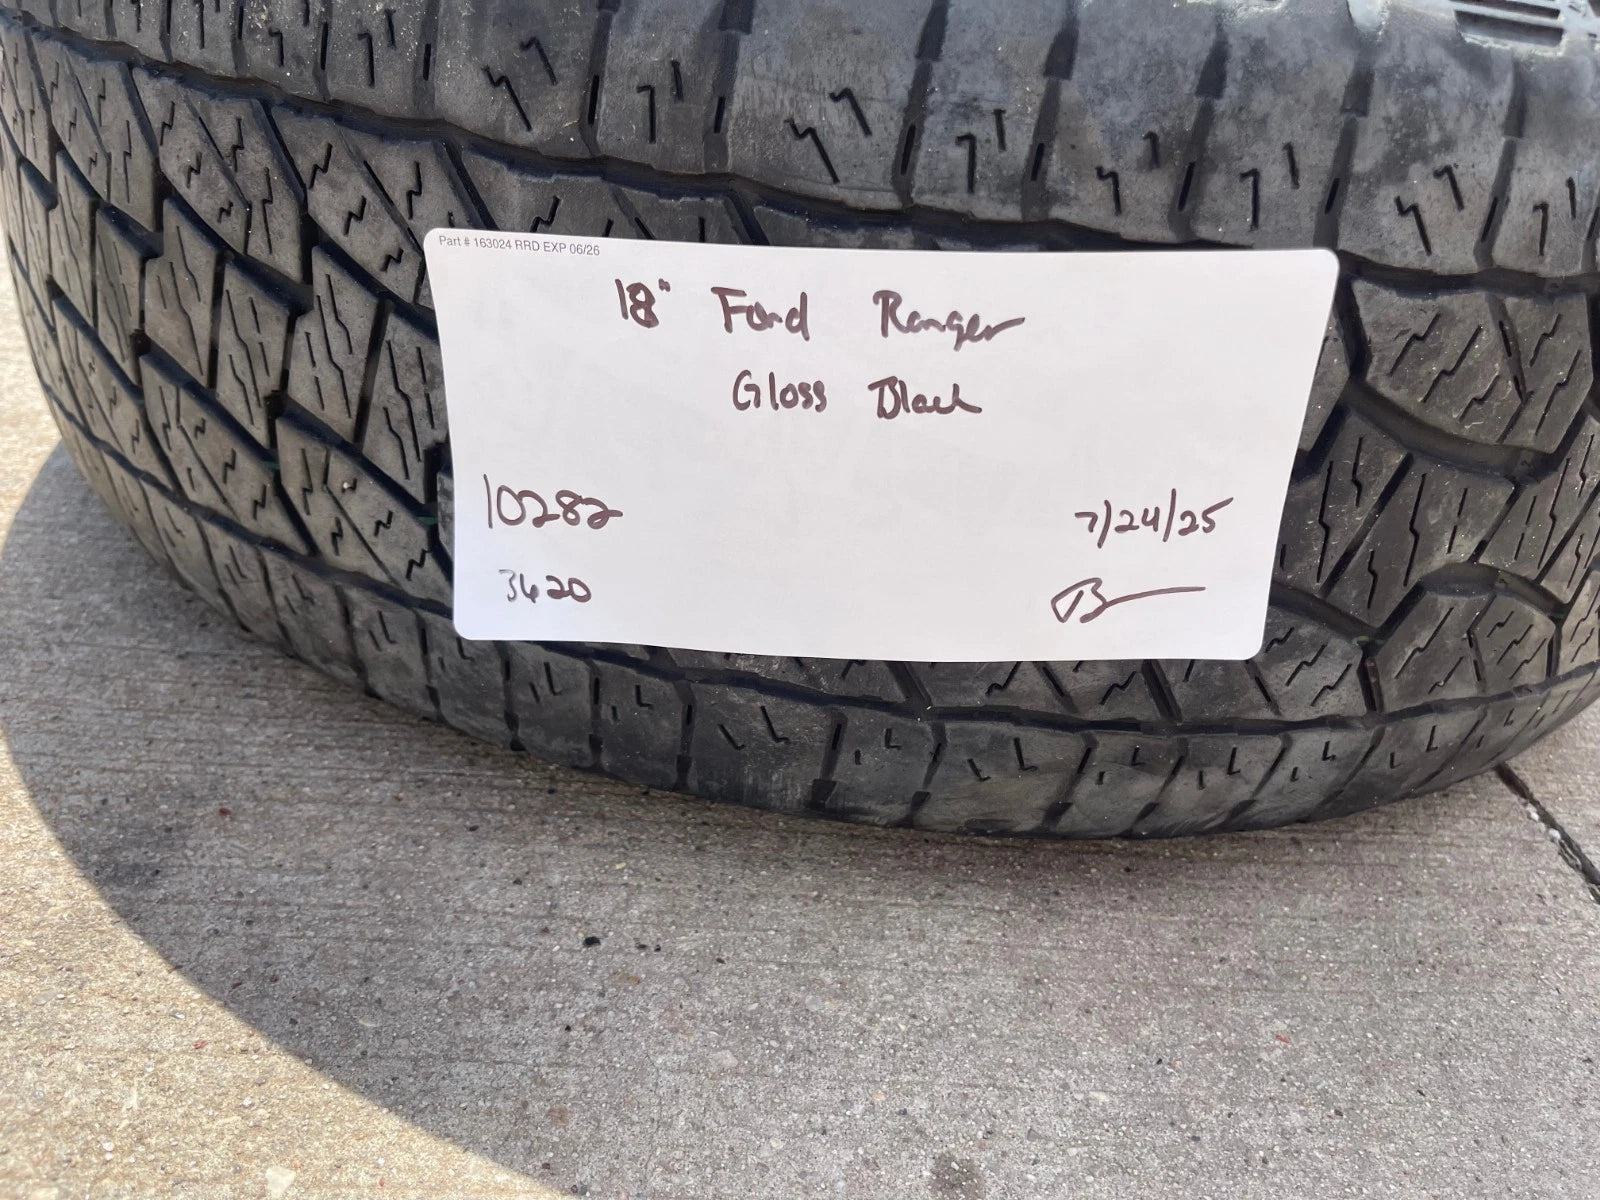 Part # 163024 RRD EXP 06/26
18" Ford Ranger
Gloss Black
10282
7/24/25
3620